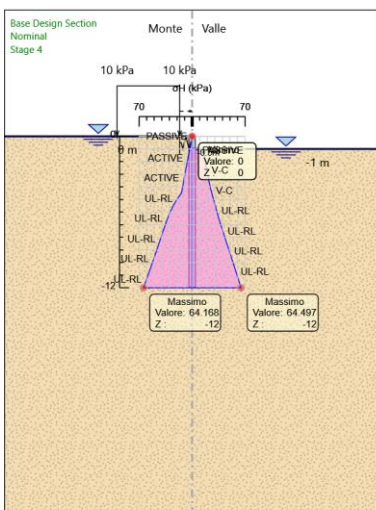 Base Design Section
Nominal
Stage 4
Monte
Valle
10 kPa
10 kPa
σH (kPa)
70
70
PASSIVE
0 m
ACTIVE
ACTIVE
UL-RL
UL-RL
UL-RL
UL-RL
UL-RL
-12
Valore: 0
Z : 0
V-C
V-C
UL-RL
UL-RL
UL-RL
UL-RL
-1 m
Massimo
Valore: 64.168
Z : -12
Massimo
Valore: 64.497
Z : -12